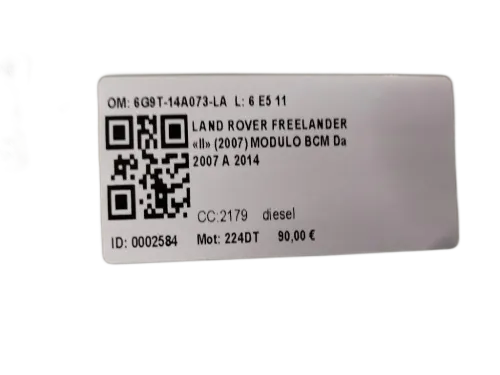 OM: 6G9T-14A073-LA L: 6 E5 11
LAND ROVER FREELANDER
«II» (2007) MODULO BCM Da
2007 A 2014
CC:2179 diesel
ID: 0002584 Mot: 224DT 90,00 €